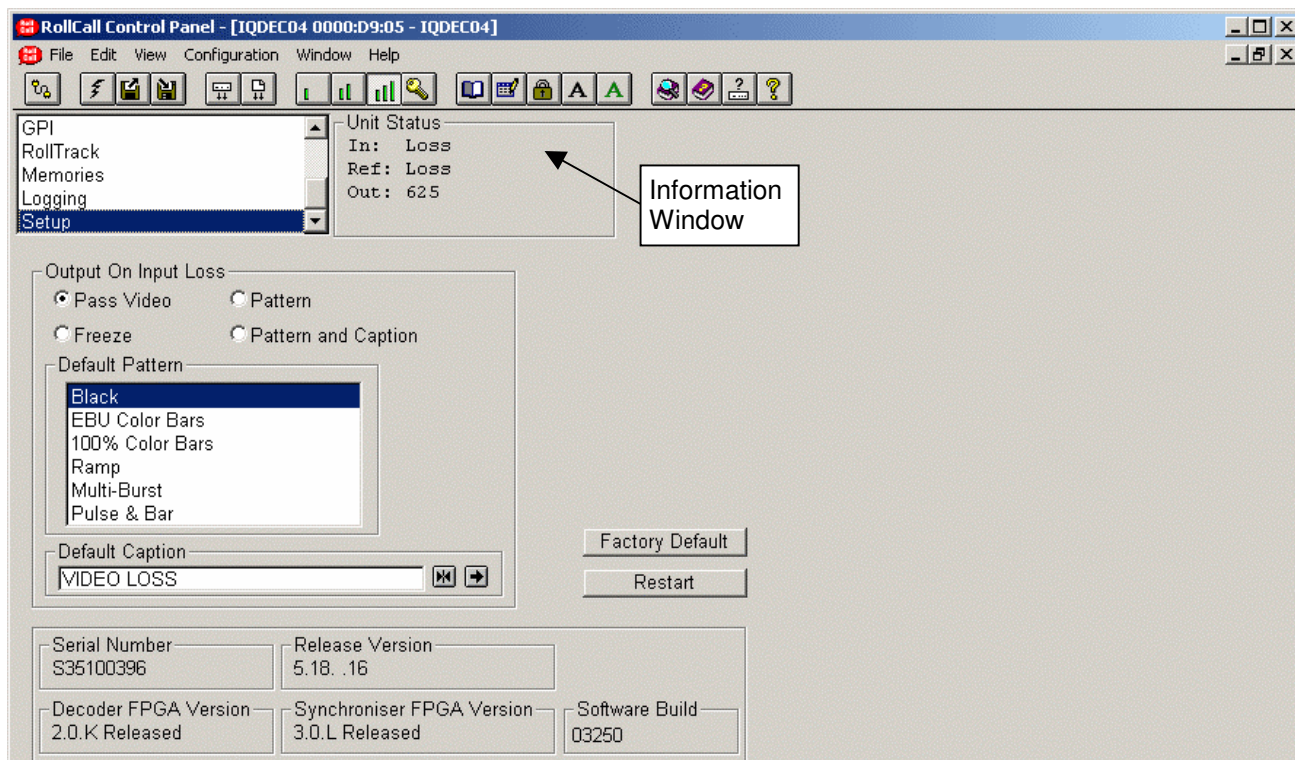 RollCall Control Panel - [IQDEC04 0000:D9:05 - IQDEC04]
File Edit View Configuration Window Help
GPI
RollTrack
Memories
Logging
Setup
Unit Status
In: Loss
Ref: Loss
Out: 625
Information
Window
Output On Input Loss
Pass Video Pattern
Freeze Pattern and Caption
Default Pattern
Black
EBU Color Bars
100% Color Bars
Ramp
Multi-Burst
Pulse & Bar
Default Caption
VIDEO LOSS
Factory Default
Restart
Serial Number
S35100396
Release Version
5.18. .16
Decoder FPGA Version
2.0.K Released
Synchroniser FPGA Version
3.0.L Released
Software Build
03250